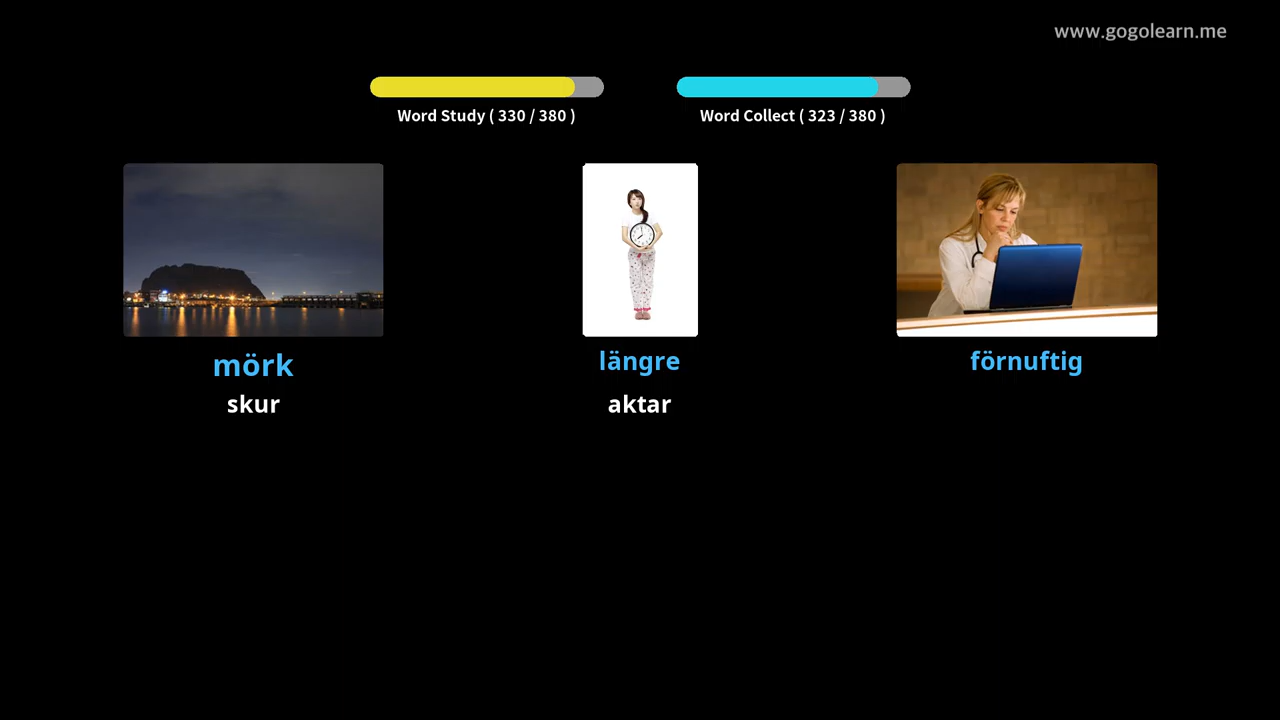 www.gogolearn.me
Word Study ( 330 / 380 )
Word Collect ( 323 / 380 )
mörk
längre
förnuftig
skur
aktar